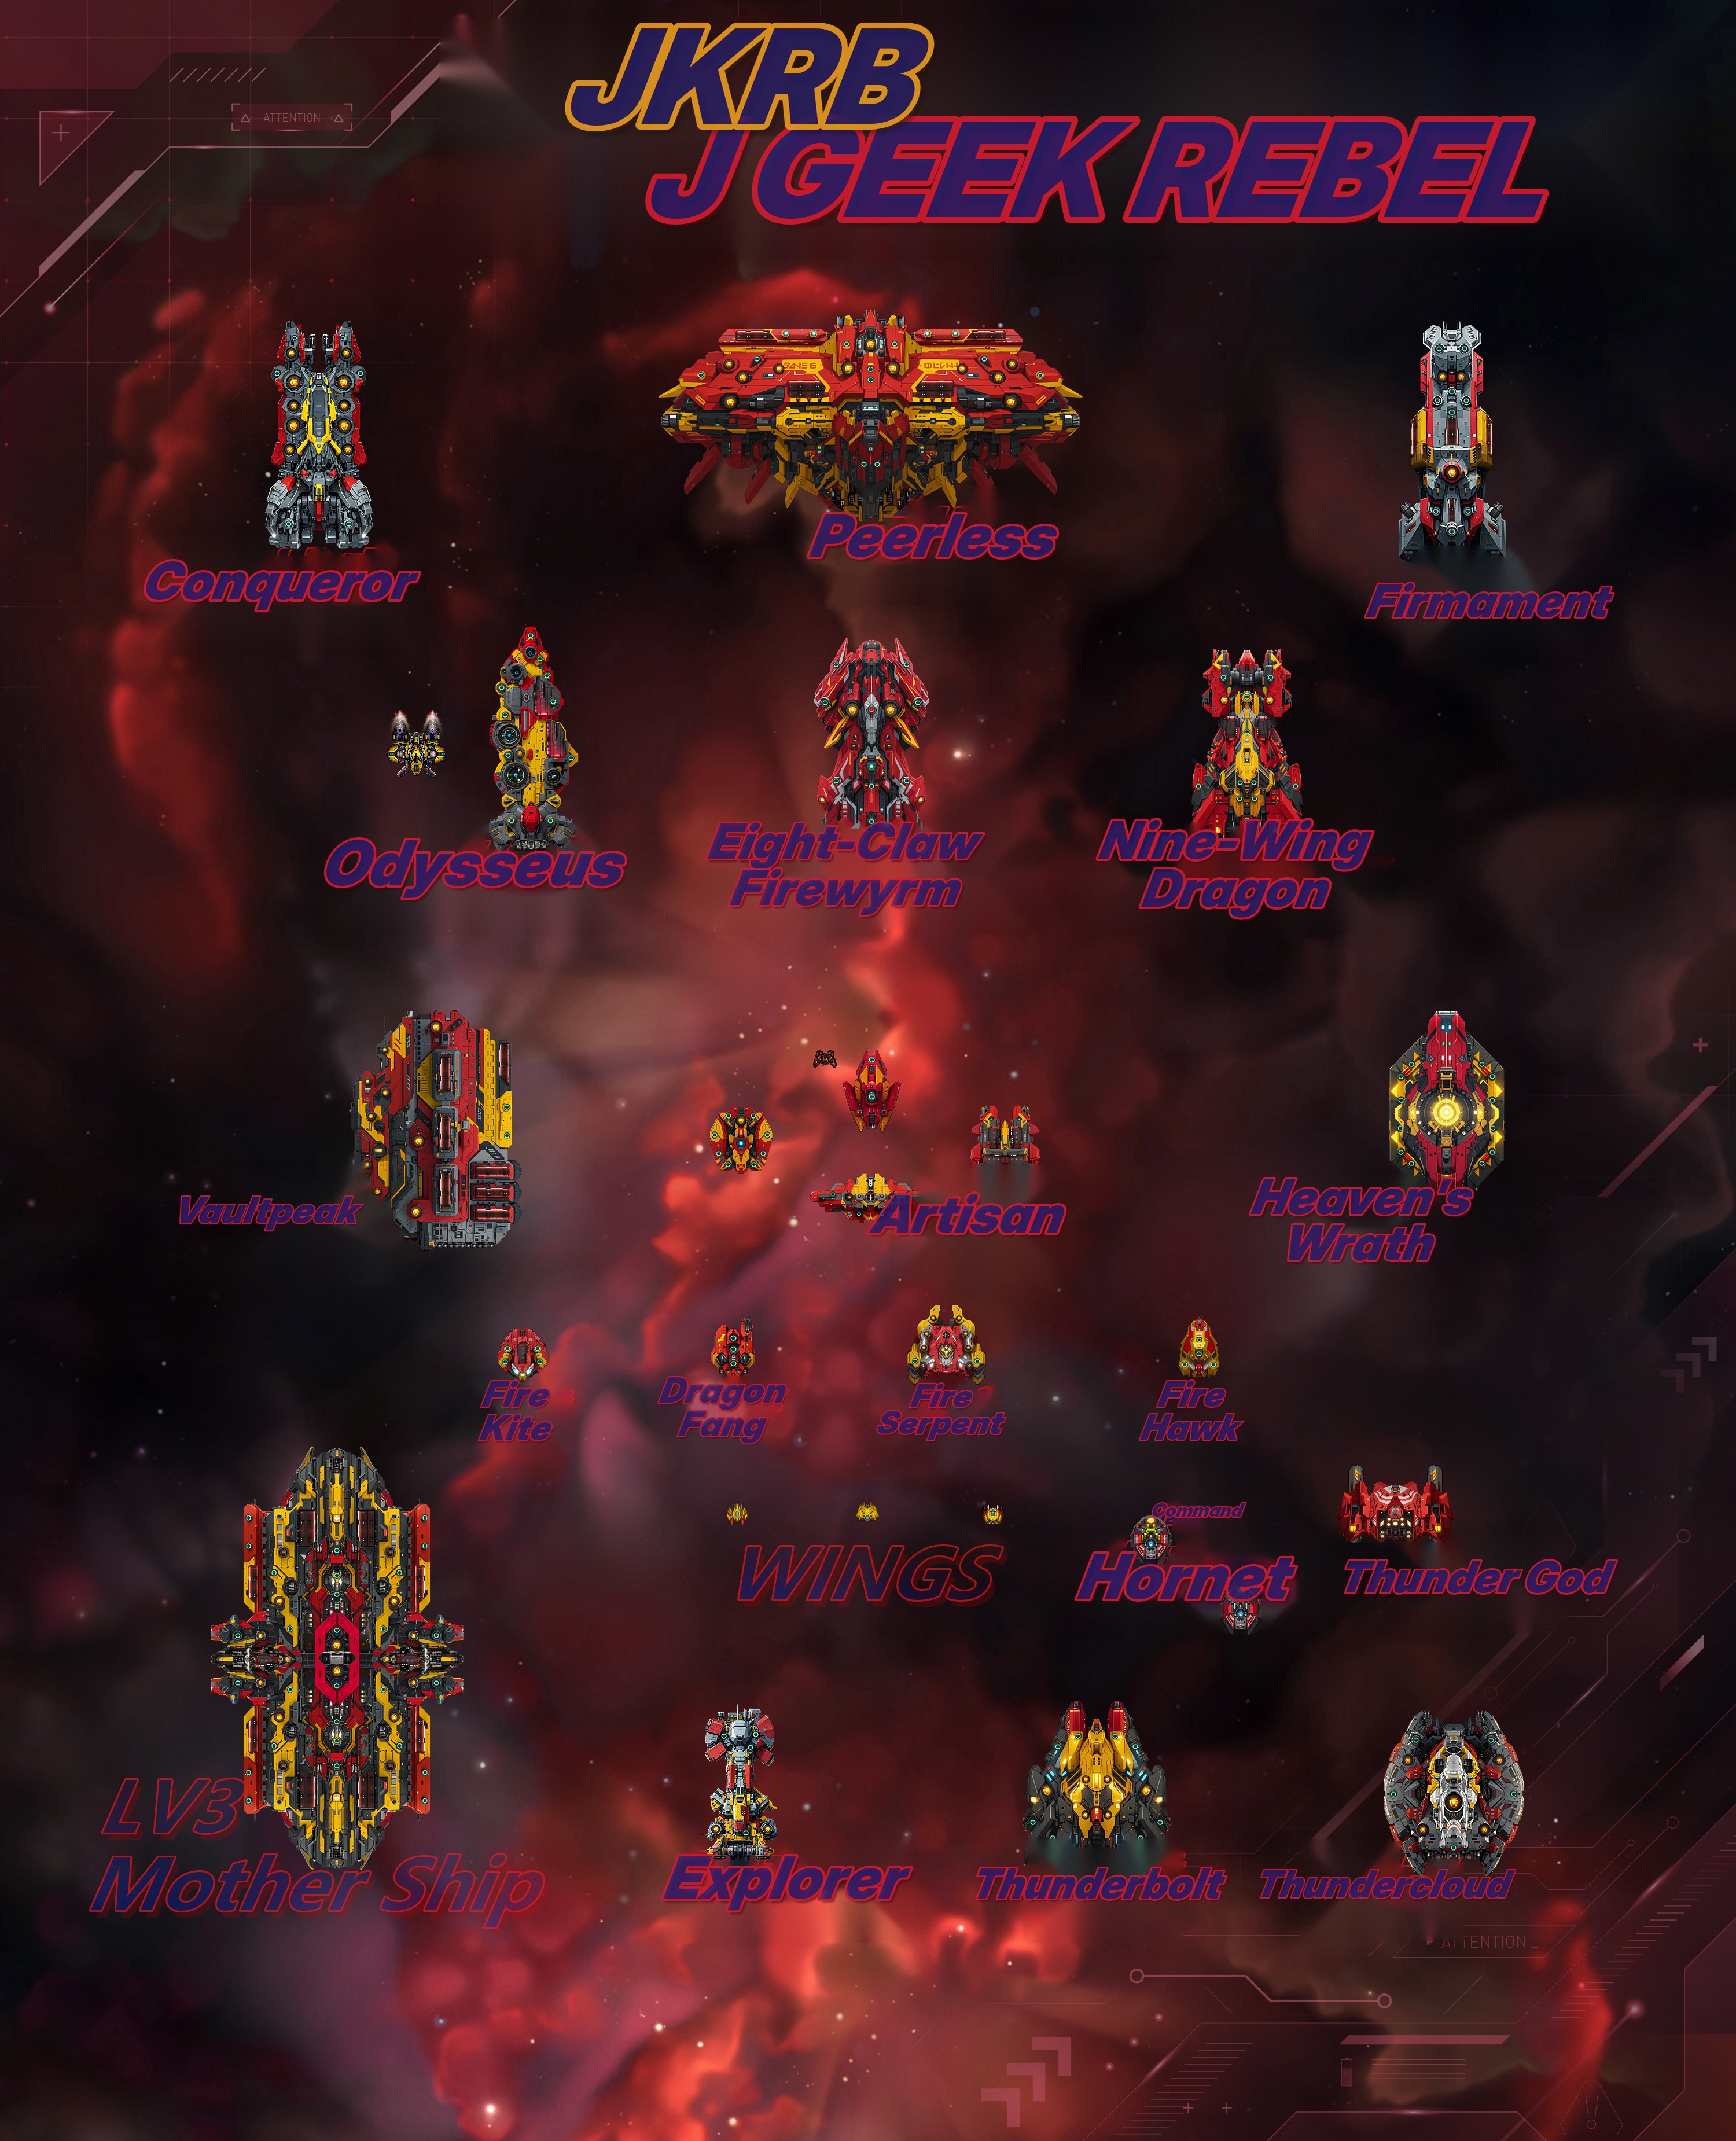 JKRB
J GEEK REBEL
ATTENTION
Conqueror
Peerless
Firmament
Odysseus
Eight-Claw
Firewyrm
Nine-Wing
Dragon
Vaultpeak
Artisan
Heaven's
Wrath
Fire
Kite
Dragon
Fang
Fire
Serpent
Fire
Hawk
WINGS
Command
Hornet
Thunder God
LV3
Mother Ship
Explorer
Thunderbolt
Thundercloud
ATTENTION